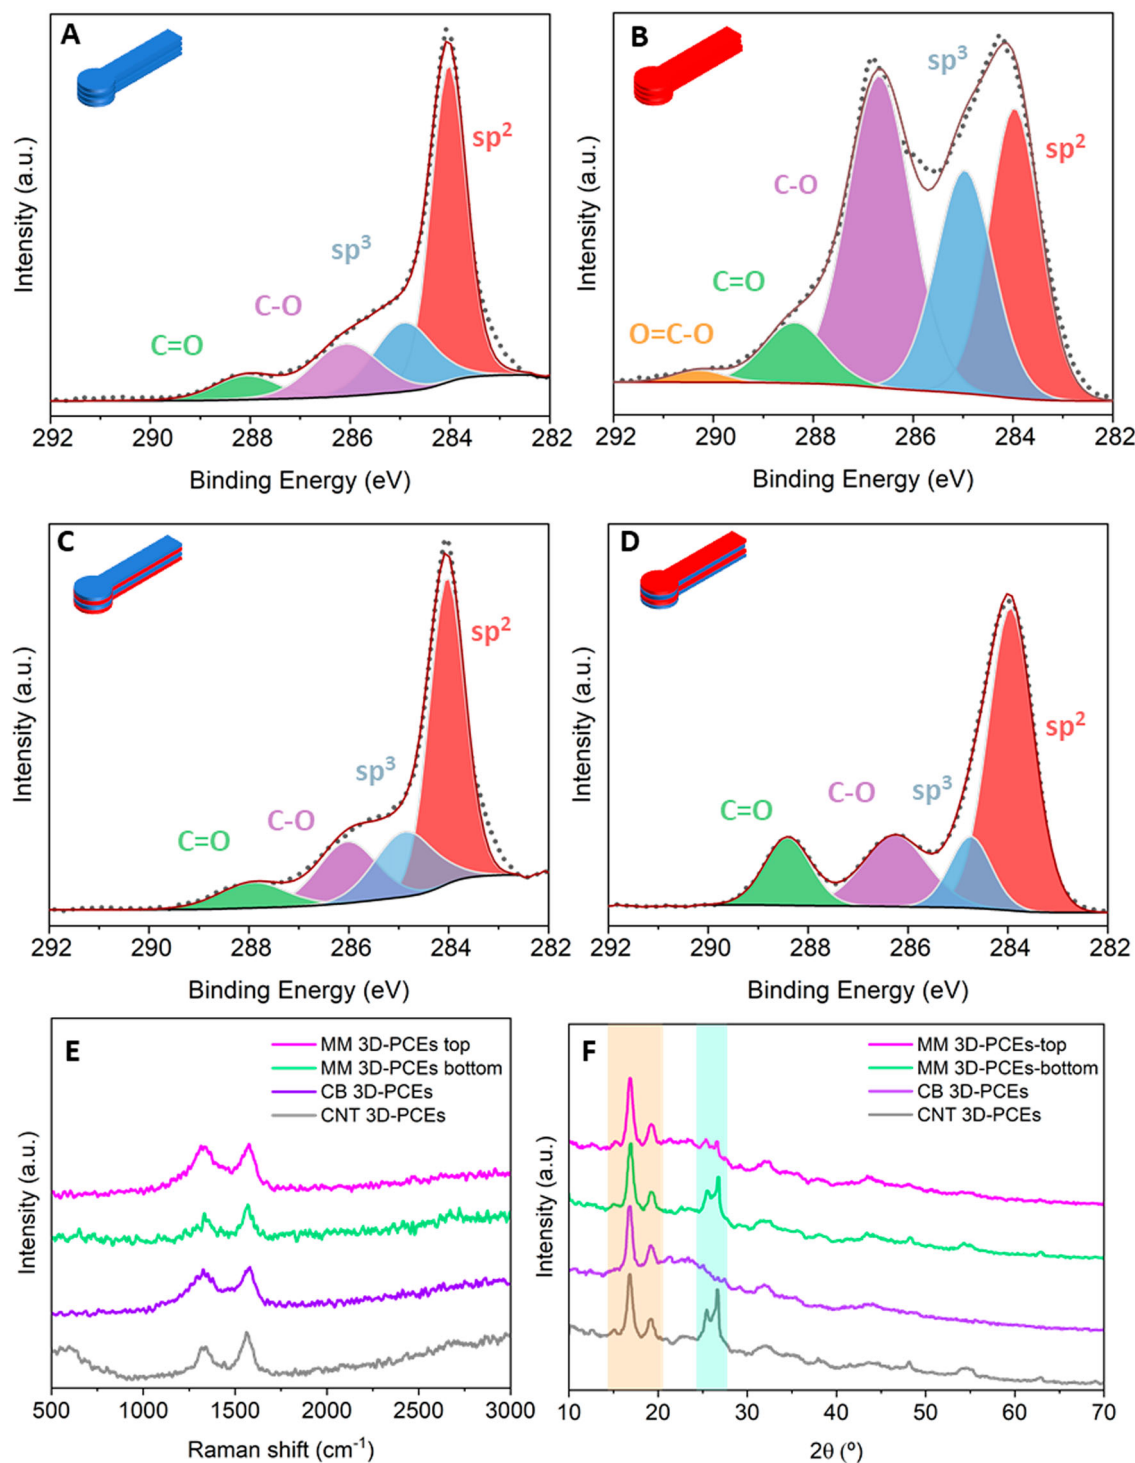 A
sp²
sp³
C-O
C=O
Intensity (a.u.)
292 290 288 286 284 282
Binding Energy (eV)
B
sp³
sp²
C-O
C=O
O=C-O
Intensity (a.u.)
292 290 288 286 284 282
Binding Energy (eV)
C
sp²
sp³
C-O
C=O
Intensity (a.u.)
292 290 288 286 284 282
Binding Energy (eV)
D
sp²
sp³
C-O
C=O
Intensity (a.u.)
292 290 288 286 284 282
Binding Energy (eV)
E
MM 3D-PCEs top
MM 3D-PCEs bottom
CB 3D-PCEs
CNT 3D-PCEs
Intensity (a.u.)
500 1000 1500 2000 2500 3000
Raman shift (cm⁻¹)
F
MM 3D-PCEs-top
MM 3D-PCEs-bottom
CB 3D-PCEs
CNT 3D-PCEs
Intensity (a.u.)
10 20 30 40 50 60 70
2θ (º)